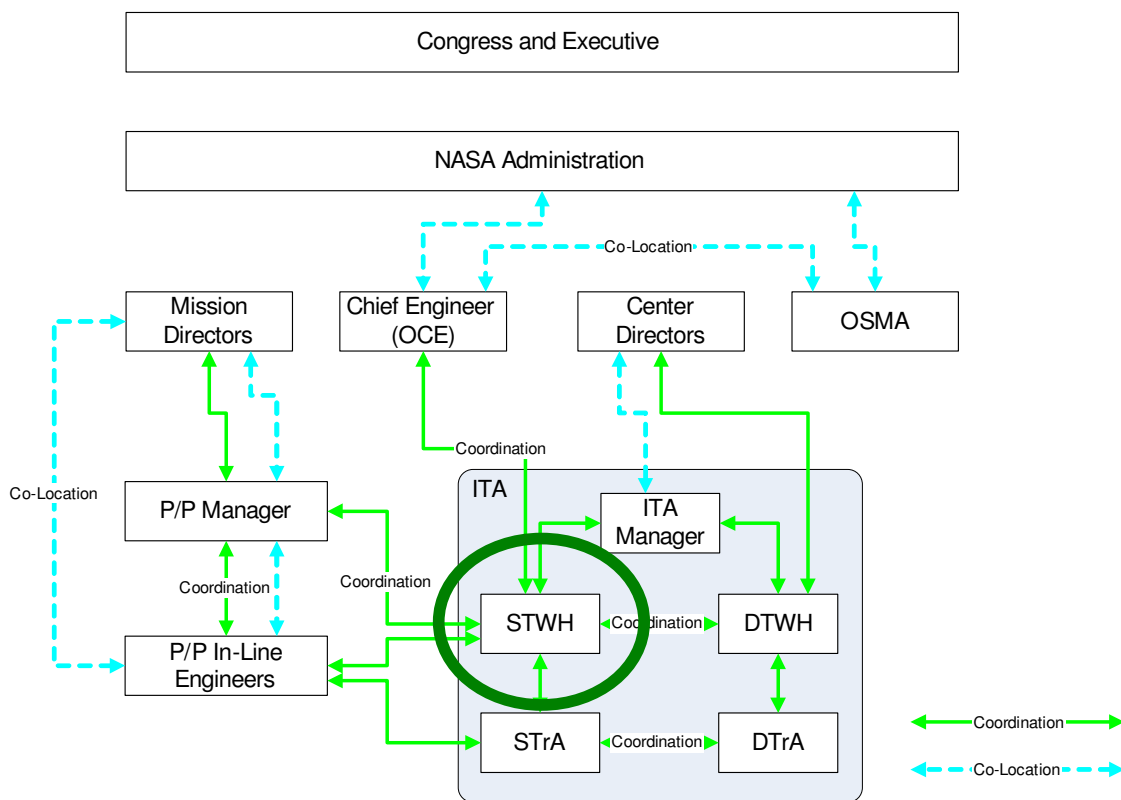 Congress and Executive
NASA Administration
Co-Location
Mission
Directors
Chief Engineer
(OCE)
Center
Directors
OSMA
Coordination
Co-Location
P/P Manager
ITA
ITA
Manager
Coordination
Coordination
STWH
Coordination
DTWH
P/P In-Line
Engineers
STrA
Coordination
DTrA
Coordination
Co-Location